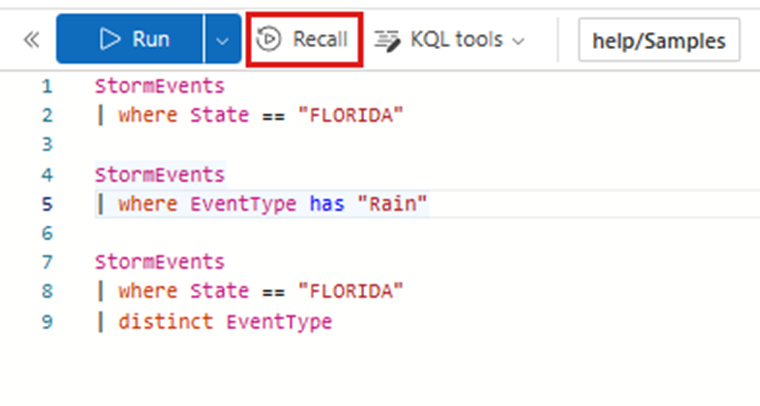 Run Recall KQL tools help/Samples
1 StormEvents
2 | where State == "FLORIDA"
3
4 StormEvents
5 | where EventType has "Rain"
6
7 StormEvents
8 | where State == "FLORIDA"
9 | distinct EventType